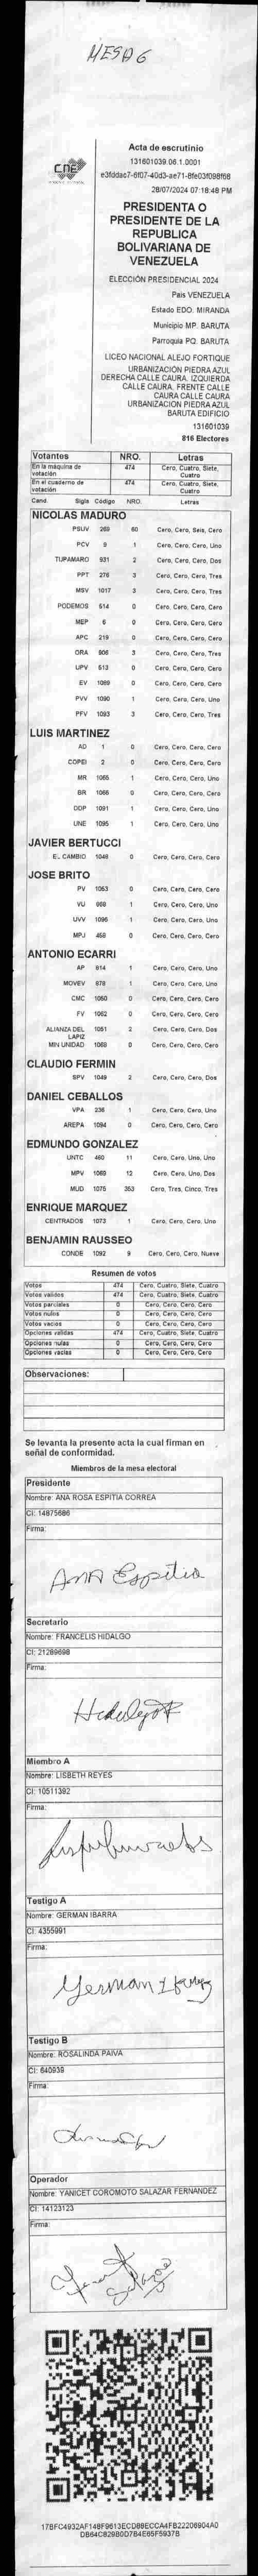 MESA 6
Acta de escrutinio
131601039.06.1.0001
e3fddac7-6f07-40d3-ae71-8fe03f098f68
28/07/2024 07:18:48 PM
CNE
PRESIDENTA O
PRESIDENTE DE LA
REPUBLICA
BOLIVARIANA DE
VENEZUELA
ELECCIÓN PRESIDENCIAL 2024
País VENEZUELA
Estado EDO. MIRANDA
Municipio MP. BARUTA
Parroquia PQ. BARUTA
LICEO NACIONAL ALEJO FORTIQUE
URBANIZACIÓN PIEDRA AZUL
DERECHA CALLE CAURA. IZQUIERDA
CALLE CAURA. FRENTE CALLE
CAURA CALLE CAURA
URBANIZACION PIEDRA AZUL
BARUTA EDIFICIO
131601039
816 Electores
Votantes NRO. Letras
En la máquina de votación 474 Cero, Cuatro, Siete, Cuatro
En el cuaderno de votación 474 Cero, Cuatro, Siete, Cuatro
Cand. Sigla Código NRO. Letras
NICOLAS MADURO
PSUV 269 60 Cero, Cero, Seis, Cero
PCV 9 1 Cero, Cero, Cero, Uno
TUPAMARO 931 2 Cero, Cero, Cero, Dos
PPT 276 3 Cero, Cero, Cero, Tres
MSV 1017 3 Cero, Cero, Cero, Tres
PODEMOS 514 0 Cero, Cero, Cero, Cero
MEP 6 0 Cero, Cero, Cero, Cero
APC 219 0 Cero, Cero, Cero, Cero
ORA 906 3 Cero, Cero, Cero, Tres
UPV 513 0 Cero, Cero, Cero, Cero
EV 1089 0 Cero, Cero, Cero, Cero
PVV 1090 1 Cero, Cero, Cero, Uno
PFV 1093 3 Cero, Cero, Cero, Tres
LUIS MARTINEZ
AD 1 0 Cero, Cero, Cero, Cero
COPEI 2 0 Cero, Cero, Cero, Cero
MR 1065 1 Cero, Cero, Cero, Uno
BR 1066 0 Cero, Cero, Cero, Cero
DDP 1091 1 Cero, Cero, Cero, Uno
UNE 1095 1 Cero, Cero, Cero, Uno
JAVIER BERTUCCI
EL CAMBIO 1046 0 Cero, Cero, Cero, Cero
JOSE BRITO
PV 1053 0 Cero, Cero, Cero, Cero
VU 669 1 Cero, Cero, Cero, Uno
UVV 1096 1 Cero, Cero, Cero, Uno
MPJ 468 0 Cero, Cero, Cero, Cero
ANTONIO ECARRI
AP 814 1 Cero, Cero, Cero, Uno
MOVEV 878 1 Cero, Cero, Cero, Uno
CMC 1050 0 Cero, Cero, Cero, Cero
FV 1062 0 Cero, Cero, Cero, Cero
ALIANZA DEL LAPIZ 1051 2 Cero, Cero, Cero, Dos
MIN UNIDAD 1068 0 Cero, Cero, Cero, Cero
CLAUDIO FERMIN
SPV 1049 2 Cero, Cero, Cero, Dos
DANIEL CEBALLOS
VPA 236 1 Cero, Cero, Cero, Uno
AREPA 1094 0 Cero, Cero, Cero, Cero
EDMUNDO GONZALEZ
UNTC 480 11 Cero, Cero, Uno, Uno
MPV 1069 12 Cero, Cero, Uno, Dos
MUD 1075 353 Cero, Tres, Cinco, Tres
ENRIQUE MARQUEZ
CENTRADOS 1072 1 Cero, Cero, Cero, Uno
BENJAMIN RAUSSEO
CONDE 1092 9 Cero, Cero, Cero, Nueve
Resumen de votos
Votos 474 Cero, Cuatro, Siete, Cuatro
Votos validos 474 Cero, Cuatro, Siete, Cuatro
Votos parciales 0 Cero, Cero, Cero, Cero
Votos nulos 0 Cero, Cero, Cero, Cero
Votos vacios 0 Cero, Cero, Cero, Cero
Opciones validas 474 Cero, Cuatro, Siete, Cuatro
Opciones nulas 0 Cero, Cero, Cero, Cero
Opciones vacias 0 Cero, Cero, Cero, Cero
Observaciones:
Se levanta la presente acta la cual firman en
señal de conformidad.
Miembros de la mesa electoral
Presidente
Nombre: ANA ROSA ESPITIA CORREA
CI: 14875686
Firma:
Ana Espitia
Secretario
Nombre: FRANCELIS HIDALGO
CI: 21289698
Firma:
Hidalgo F
Miembro A
Nombre: LISBETH REYES
CI: 10511392
Firma:
Testigo A
Nombre: GERMAN IBARRA
CI: 4355991
Firma:
German Ibarra
Testigo B
Nombre: ROSALINDA PAIVA
CI: 640939
Firma:
Operador
Nombre: YANICET COROMOTO SALAZAR FERNANDEZ
CI: 14123123
Firma:
17BFC4932AF148F9613ECD88ECCA4FB22206904A0
DB64C829B0D7B4E65F5937B